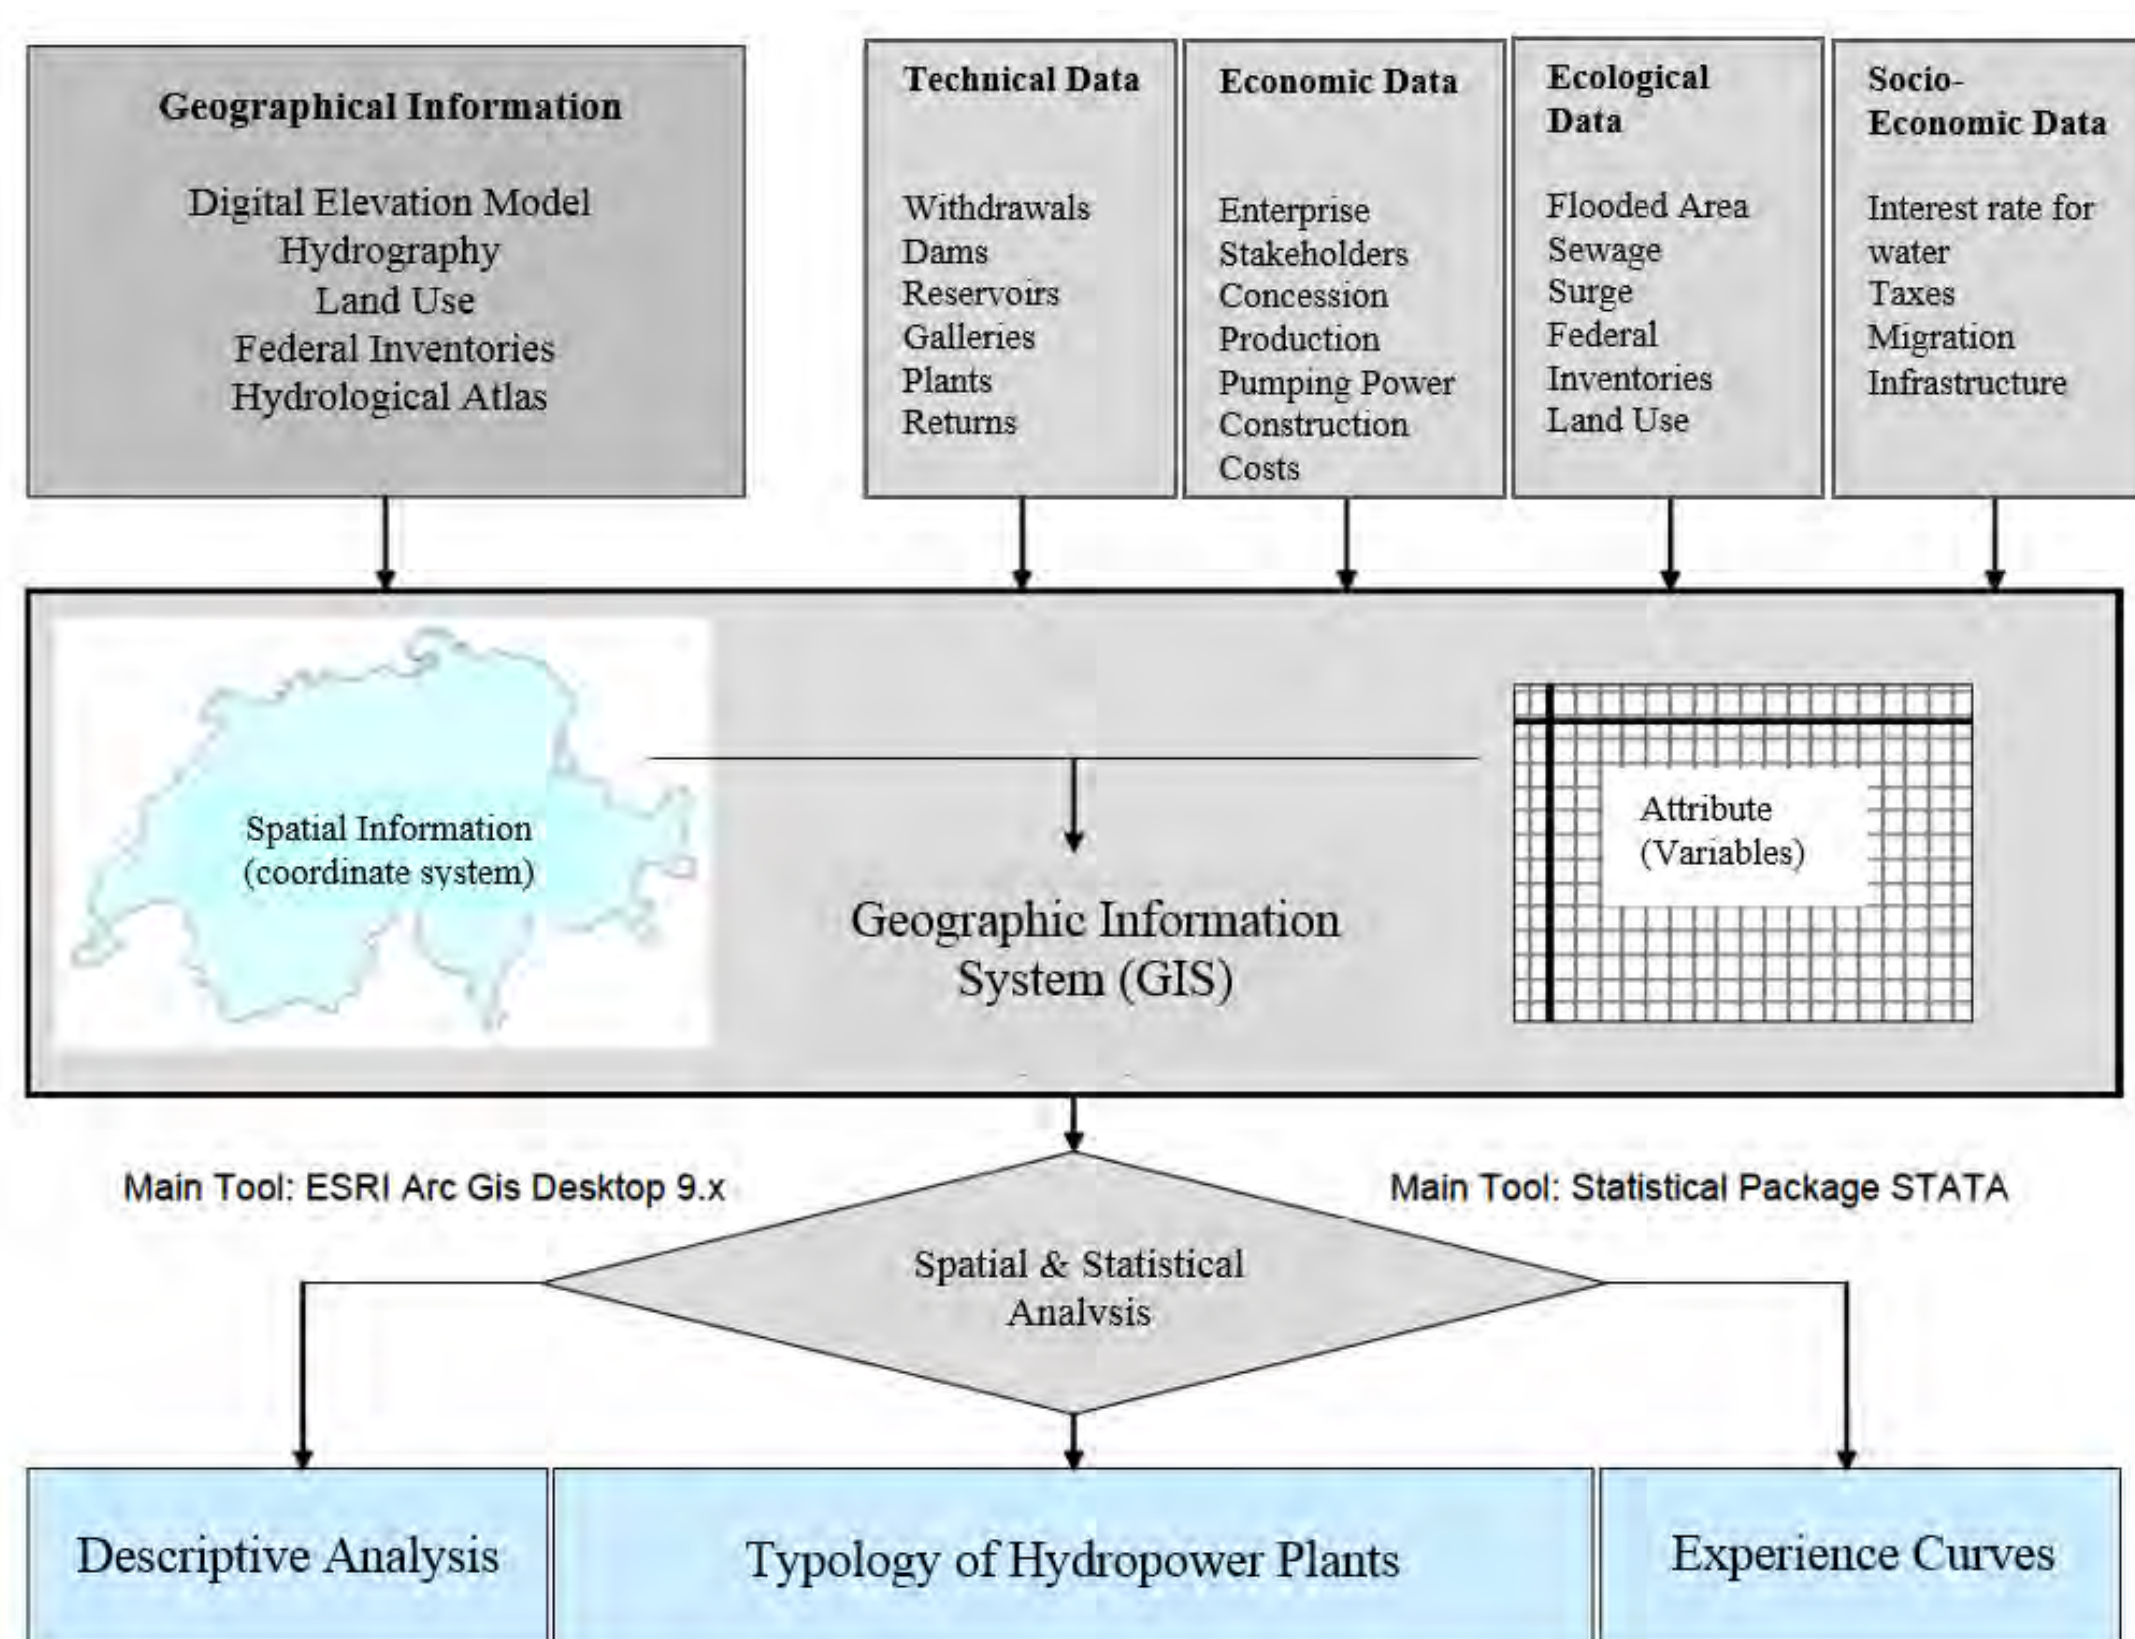 Geographical Information
Digital Elevation Model
Hydrography
Land Use
Federal Inventories
Hydrological Atlas
Technical Data
Withdrawals
Dams
Reservoirs
Galleries
Plants
Returns
Economic Data
Enterprise
Stakeholders
Concession
Production
Pumping Power
Construction
Costs
Ecological
Data
Flooded Area
Sewage
Surge
Federal
Inventories
Land Use
Socio-
Economic Data
Interest rate for
water
Taxes
Migration
Infrastructure
Spatial Information
(coordinate system)
Geographic Information
System (GIS)
Attribute
(Variables)
Main Tool: ESRI Arc Gis Desktop 9.x
Main Tool: Statistical Package STATA
Spatial & Statistical
Analysis
Descriptive Analysis
Typology of Hydropower Plants
Experience Curves